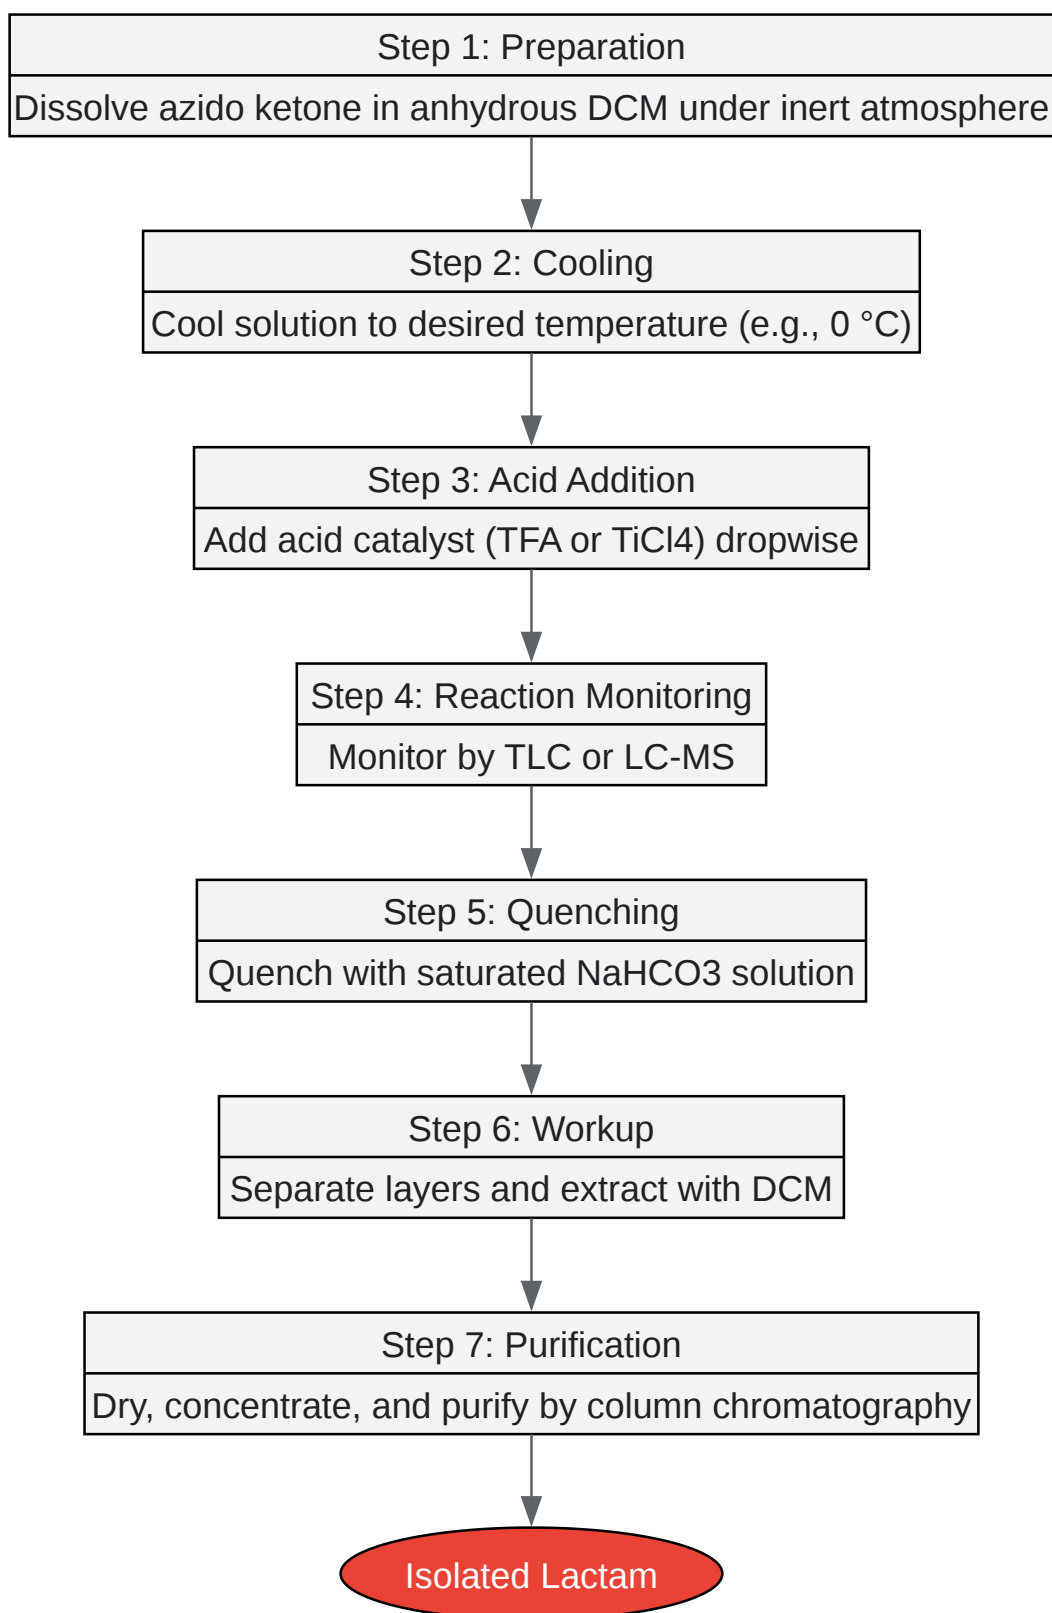 Step 1: Preparation
Dissolve azido ketone in anhydrous DCM under inert atmosphere
Step 2: Cooling
Cool solution to desired temperature (e.g., 0 °C)
Step 3: Acid Addition
Add acid catalyst (TFA or TiCl4) dropwise
Step 4: Reaction Monitoring
Monitor by TLC or LC-MS
Step 5: Quenching
Quench with saturated NaHCO3 solution
Step 6: Workup
Separate layers and extract with DCM
Step 7: Purification
Dry, concentrate, and purify by column chromatography
Isolated Lactam